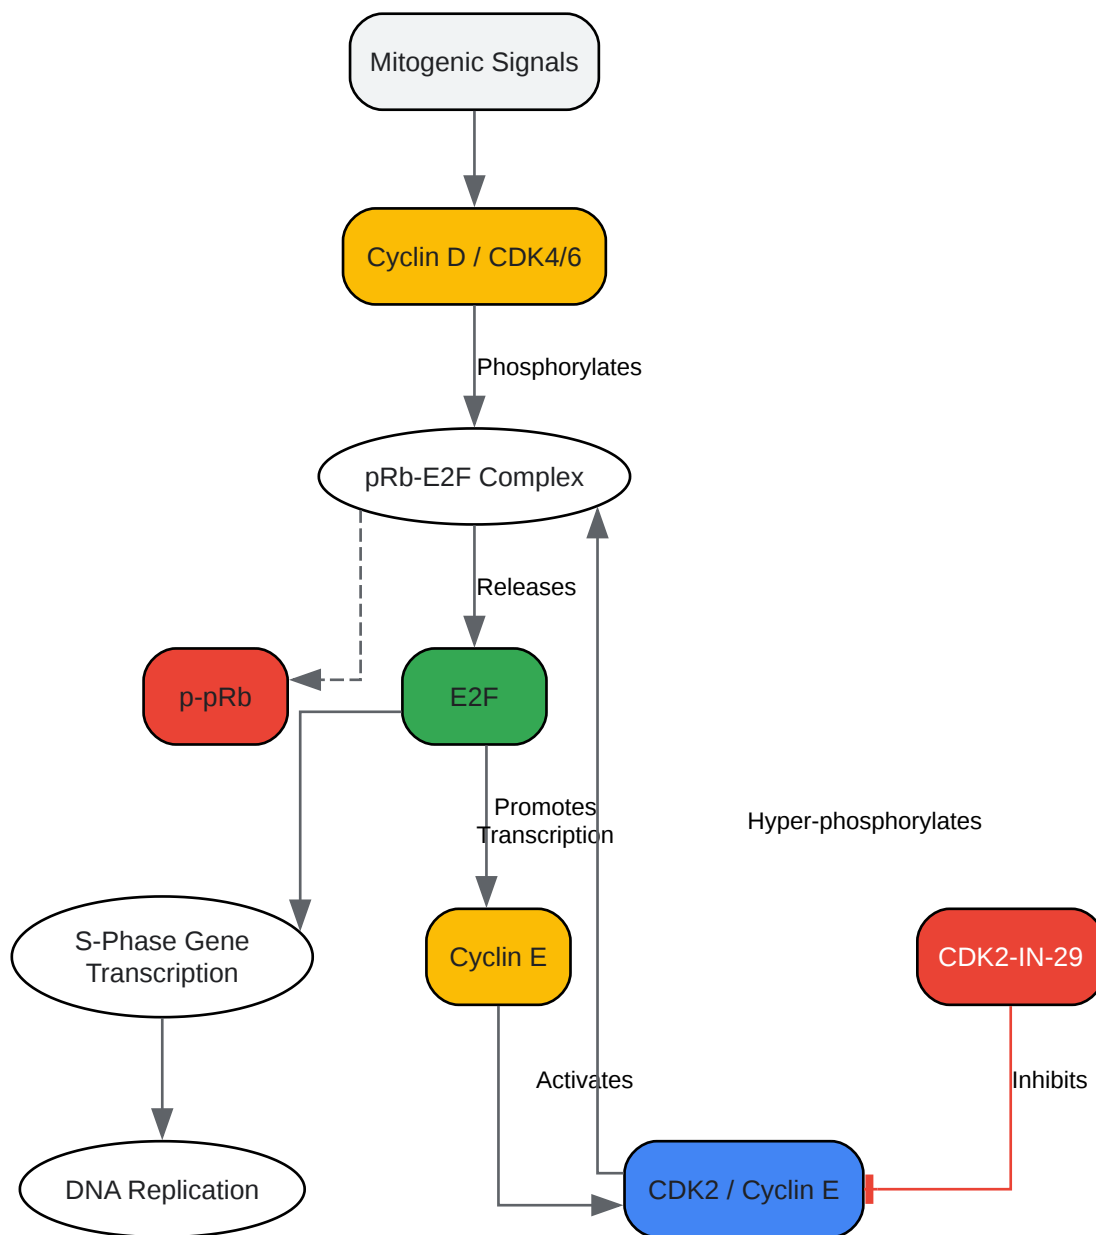 Mitogenic Signals
Cyclin D / CDK4/6
Phosphorylates
pRb-E2F Complex
Releases
p-pRb
E2F
Promotes
Transcription
Hyper-phosphorylates
S-Phase Gene
Transcription
Cyclin E
CDK2-IN-29
Activates
Inhibits
DNA Replication
CDK2 / Cyclin E